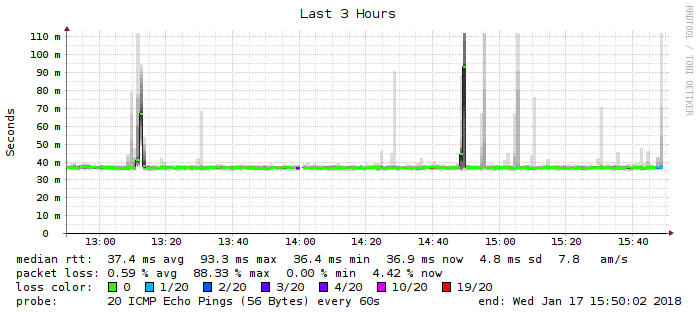 Last 3 Hours
RRDTOOL / TOBI OETIKER
Seconds
110 m
100 m
90 m
80 m
70 m
60 m
50 m
40 m
30 m
20 m
10 m
0 m
13:00 13:20 13:40 14:00 14:20 14:40 15:00 15:20 15:40
median rtt: 37.4 ms avg 93.3 ms max 36.4 ms min 36.9 ms now 4.8 ms sd 7.8 am/s
packet loss: 0.59 % avg 88.33 % max 0.00 % min 4.42 % now
loss color: 0 1/20 2/20 3/20 4/20 10/20 19/20
probe: 20 ICMP Echo Pings (56 Bytes) every 60s end: Wed Jan 17 15:50:02 2018